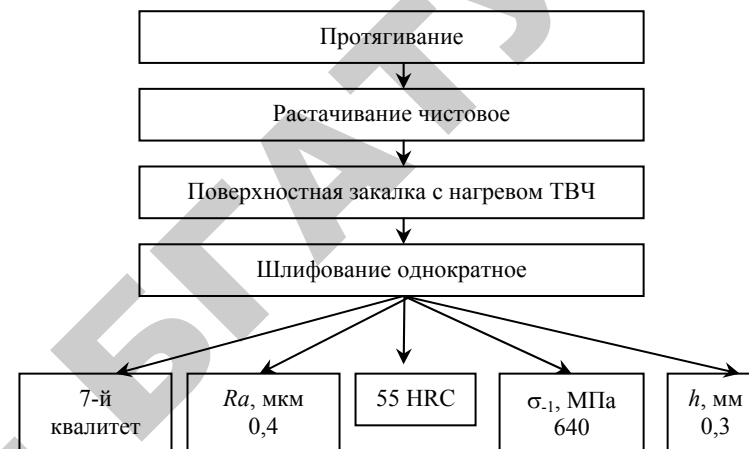 Протягивание
Растачивание чистовое
Поверхностная закалка с нагревом ТВЧ
Шлифование однократное
7-й
квалитет
Ra, мкм
0,4
55 HRC
σ-1, МПа
640
h, мм
0,3
БГАТУ